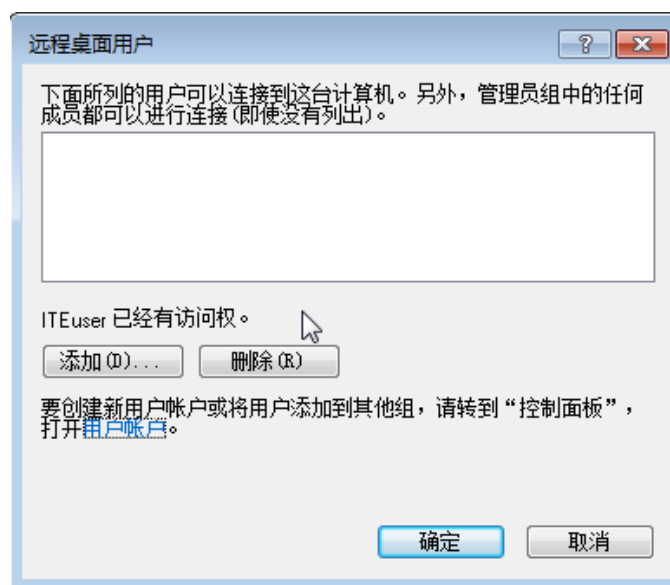 远程桌面用户
下面所列的用户可以连接到这台计算机。另外，管理员组中的任何
成员都可以进行连接(即使没有列出)。
ITEuser 已经有访问权。
添加(D)... 删除(R)
要创建新用户帐户或将用户添加到其他组，请转到“控制面板”，
打开用户帐户。
确定 取消